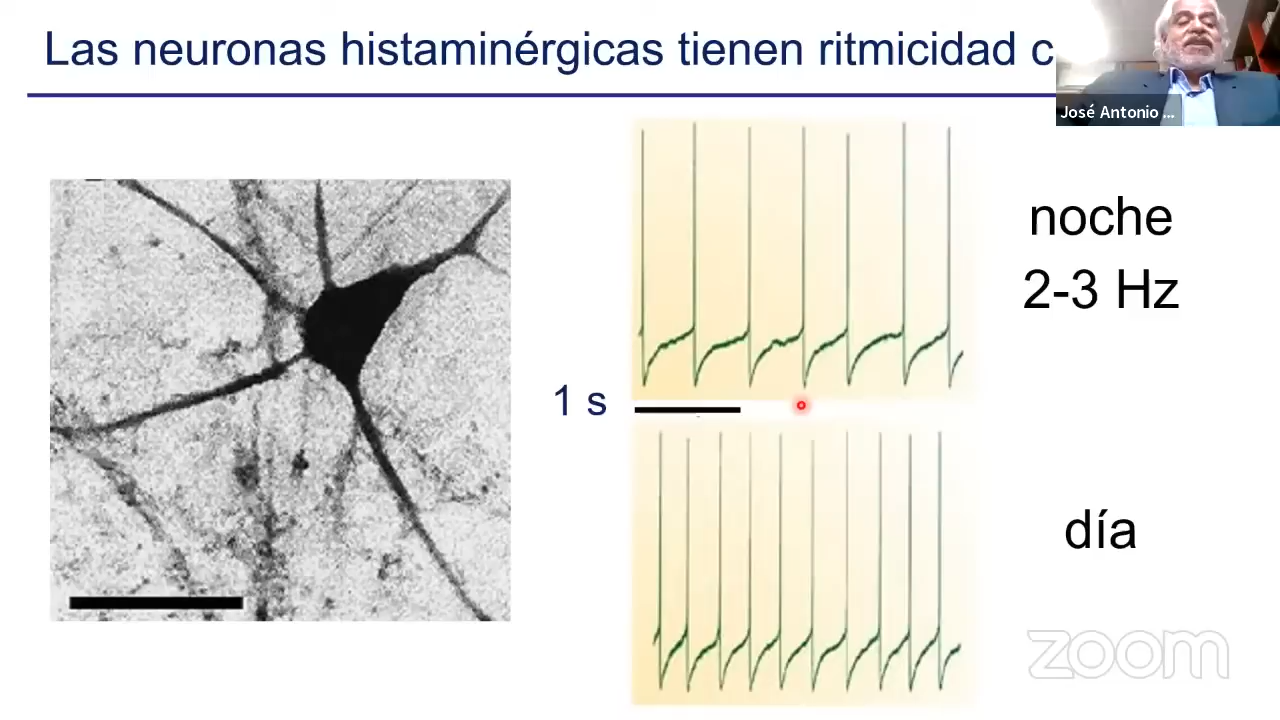 Las neuronas histaminérgicas tienen ritmicidad c
José Antonio ...
noche
2-3 Hz
1 s
día
zoom